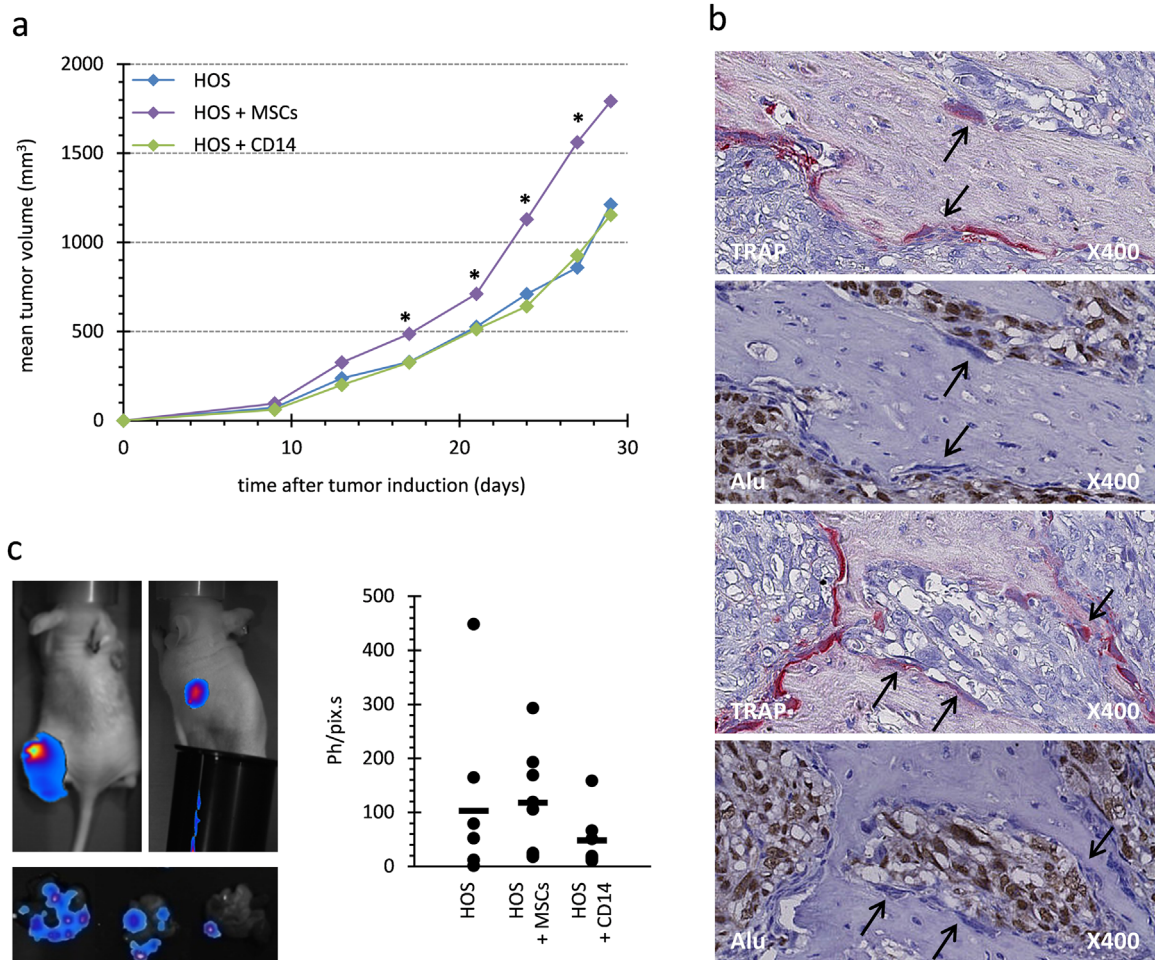 a
2000
1500
1000
500
0
0
10
20
30
mean tumor volume (mm³)
time after tumor induction (days)
HOS
HOS + MSCs
HOS + CD14
*
*
*
*
b
TRAP X400
Alu X400
TRAP X400
Alu X400
c
500
400
300
200
100
0
Ph/pix.s
HOS
HOS
+ MSCs
HOS
+ CD14